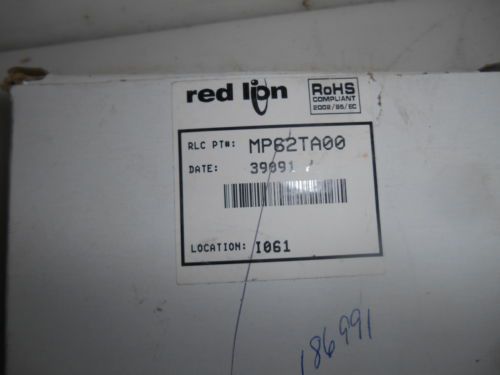 red lion
RoHS
COMPLIANT
2002/95/EC
RLC PT#: MP62TA00
DATE: 39091
LOCATION: I061
186991